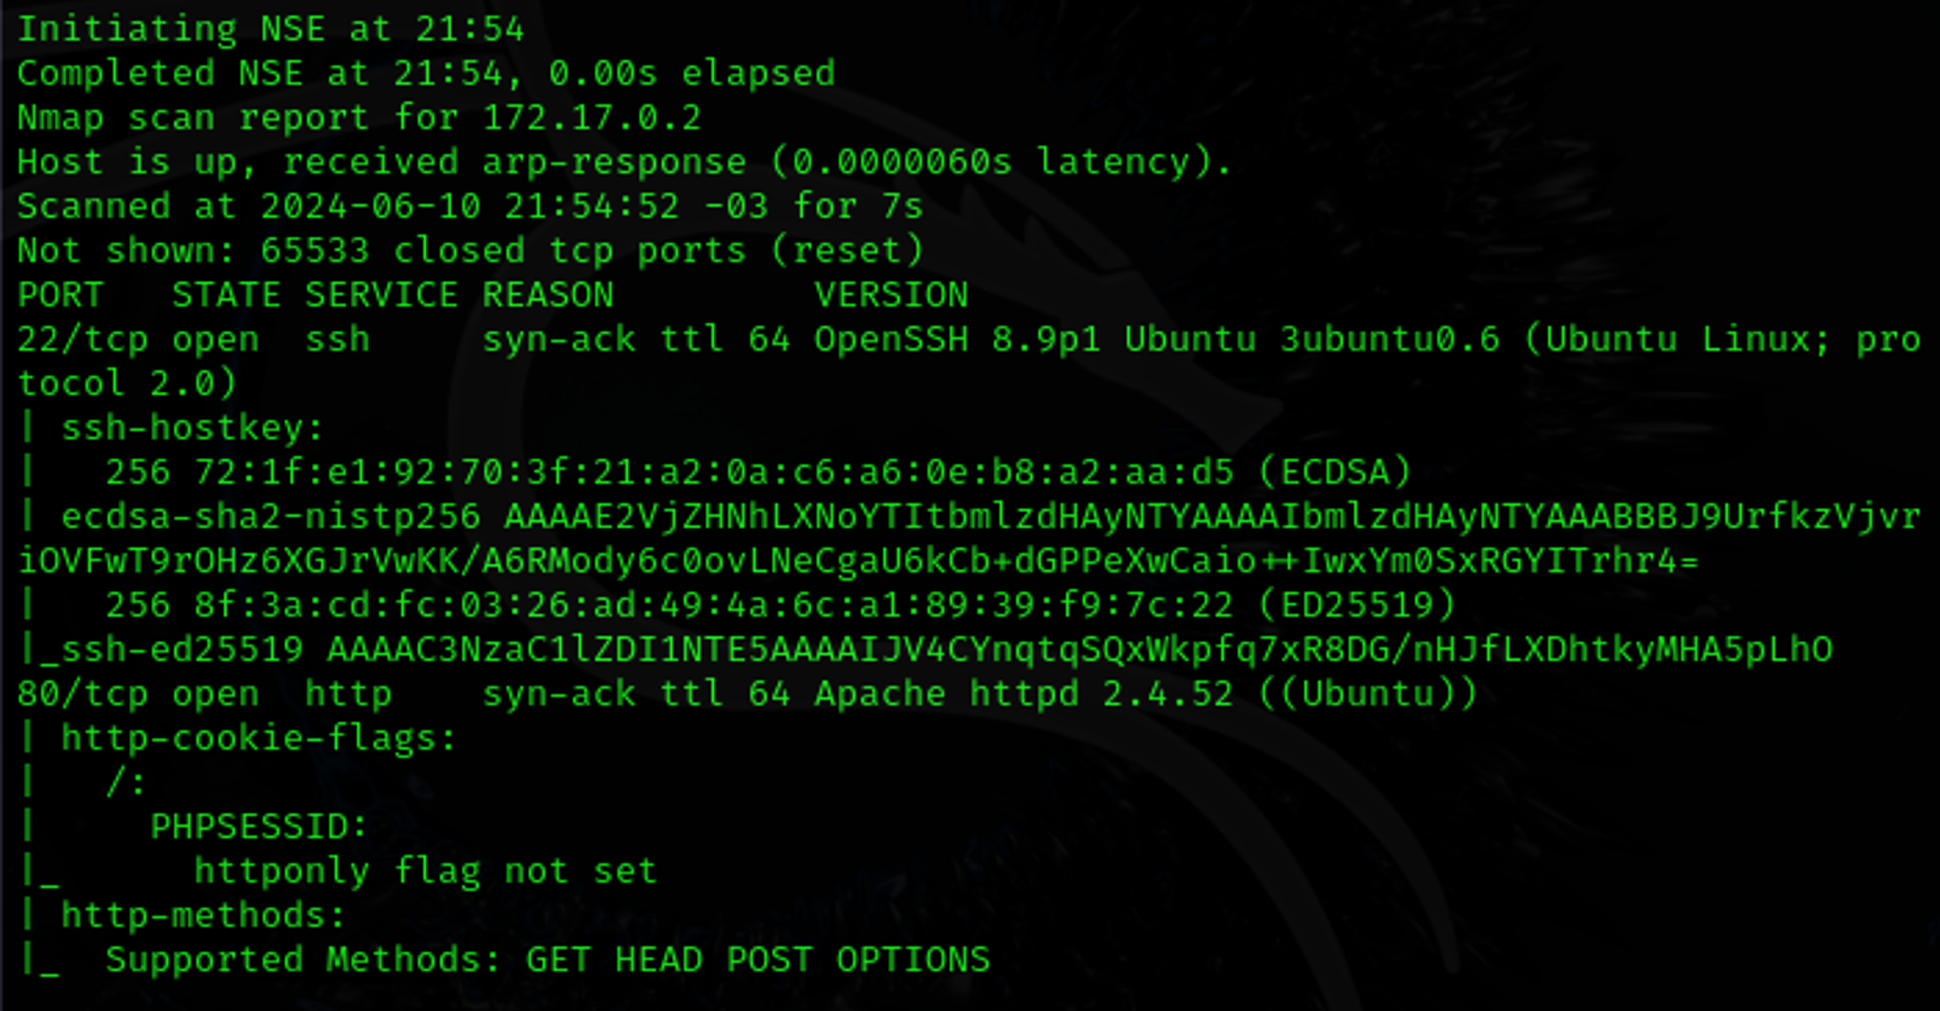 Initiating NSE at 21:54
Completed NSE at 21:54, 0.00s elapsed
Nmap scan report for 172.17.0.2
Host is up, received arp-response (0.0000060s latency).
Scanned at 2024-06-10 21:54:52 -03 for 7s
Not shown: 65533 closed tcp ports (reset)
PORT   STATE SERVICE REASON         VERSION
22/tcp open  ssh     syn-ack ttl 64 OpenSSH 8.9p1 Ubuntu 3ubuntu0.6 (Ubuntu Linux; pro
tocol 2.0)
| ssh-hostkey:
|   256 72:1f:e1:92:70:3f:21:a2:0a:c6:a6:0e:b8:a2:aa:d5 (ECDSA)
| ecdsa-sha2-nistp256 AAAAE2VjZHNhLXNoYTItbmlzdHAyNTYAAAAIbmlzdHAyNTYAAABBBJ9UrfkzVjvr
iOVFwT9rOHz6XGJrVwKK/A6RMody6c0ovLNeCgaU6kCb+dGPPeXwCaio++IwxYm0SxRGYITrhr4=
|   256 8f:3a:cd:fc:03:26:ad:49:4a:6c:a1:89:39:f9:7c:22 (ED25519)
|_ssh-ed25519 AAAAC3NzaC1lZDI1NTE5AAAAIJV4CYnqtqSQxWkpfq7xR8DG/nHJfLXDhtkyMHA5pLhO
80/tcp open  http    syn-ack ttl 64 Apache httpd 2.4.52 ((Ubuntu))
| http-cookie-flags:
|   /:
|     PHPSESSID:
|_      httponly flag not set
| http-methods:
|_  Supported Methods: GET HEAD POST OPTIONS